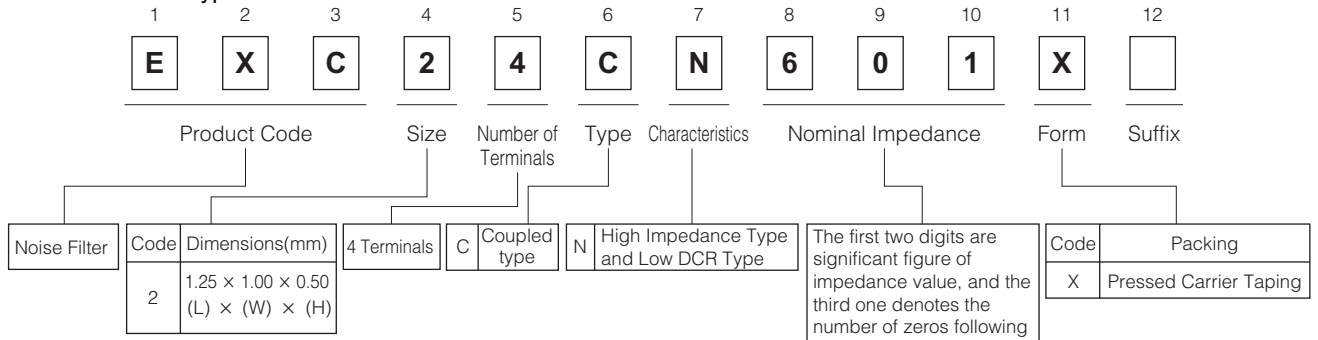 1 2 3 4 5 6 7 8 9 10 11 12
E X C 2 4 C N 6 0 1 X
Product Code Size Number of Terminals Type Characteristics Nominal Impedance Form Suffix
Noise Filter
Code Dimensions(mm)
2 1.25 × 1.00 × 0.50
(L) × (W) × (H)
4 Terminals
C Coupled
type
N High Impedance Type
and Low DCR Type
The first two digits are
significant figure of
impedance value, and the
third one denotes the
number of zeros following
Code Packing
X Pressed Carrier Taping